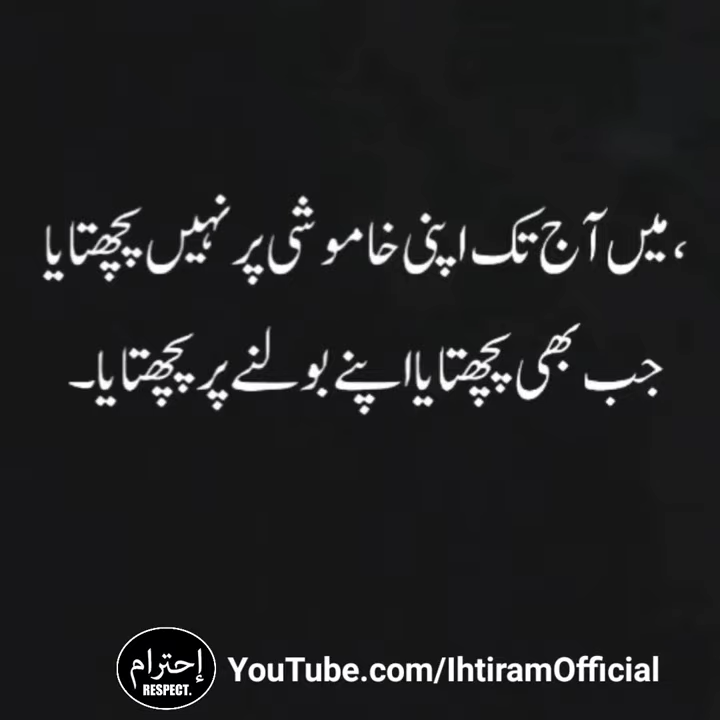 میں آج تک اپنی خاموشی پر نہیں پچھتایا،
جب بھی پچھتایا اپنے بولنے پر پچھتایا۔
إحترام
RESPECT.
YouTube.com/IhtiramOfficial